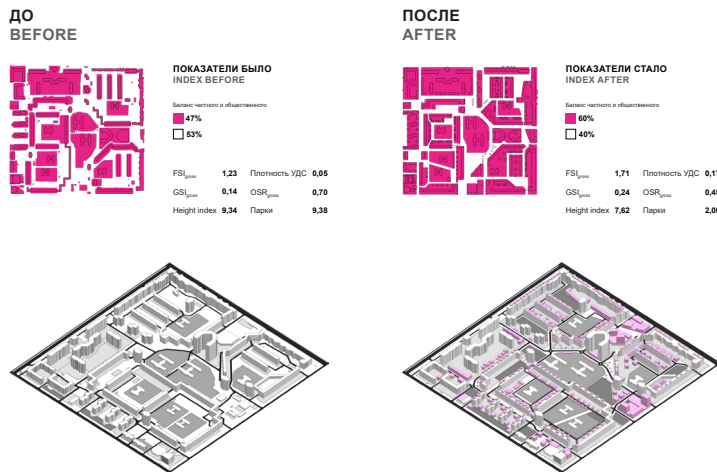 ДО
BEFORE
ПОКАЗАТЕЛИ БЫЛО
INDEX BEFORE
Баланс частного и общественного
47%
53%
FSIgross 1,23 Плотность УДС 0,05
GSIgross 0,14 OSRgross 0,70
Height index 9,34 Парки 9,38
ПОСЛЕ
AFTER
ПОКАЗАТЕЛИ СТАЛО
INDEX AFTER
Баланс частного и общественного
60%
40%
FSIgross 1,71 Плотность УДС 0,17
GSIgross 0,24 OSRgross
Height index 7,62 Парки